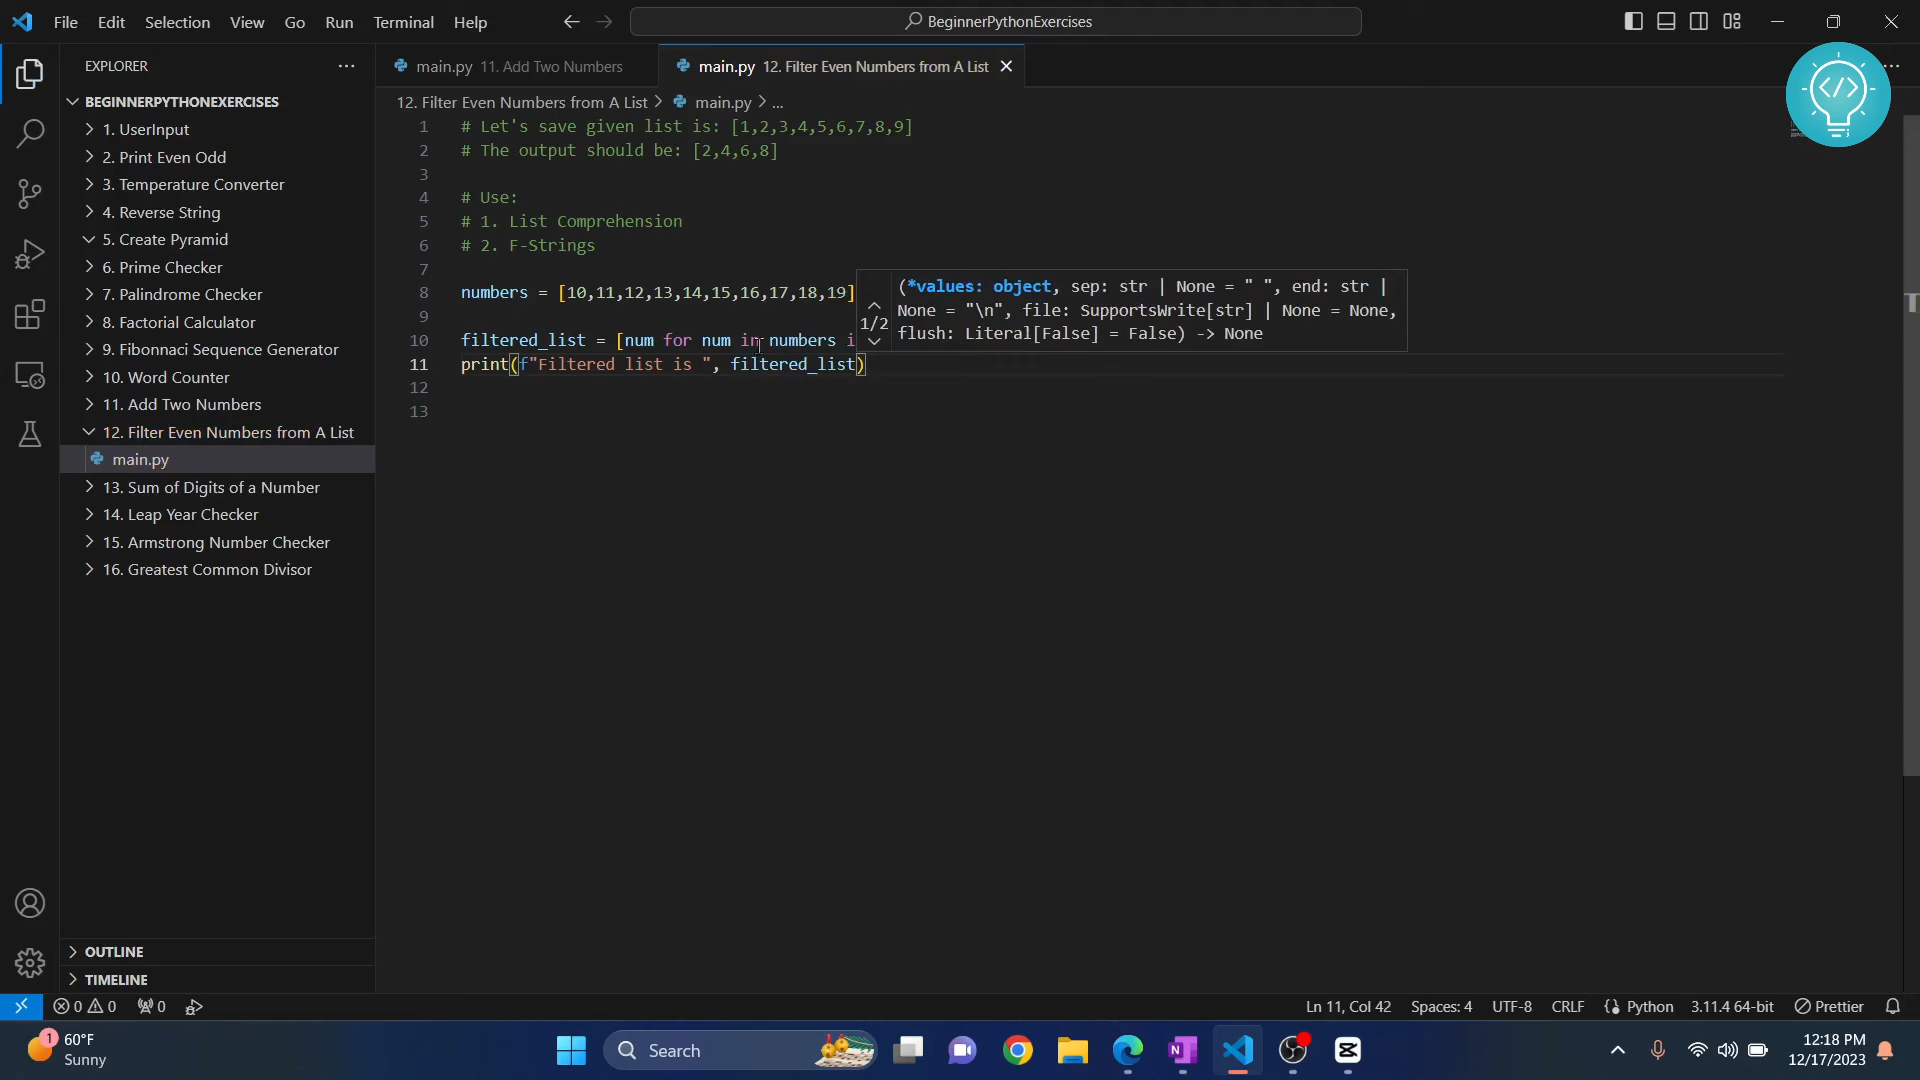 File Edit Selection View Go Run Terminal Help
BeginnerPythonExercises
EXPLORER
main.py 11. Add Two Numbers
main.py 12. Filter Even Numbers from A List
12. Filter Even Numbers from A List > main.py > ...
BEGINNERPYTHONEXERCISES
1. UserInput
2. Print Even Odd
3. Temperature Converter
4. Reverse String
5. Create Pyramid
6. Prime Checker
7. Palindrome Checker
8. Factorial Calculator
9. Fibonnaci Sequence Generator
10. Word Counter
11. Add Two Numbers
12. Filter Even Numbers from A List
main.py
13. Sum of Digits of a Number
14. Leap Year Checker
15. Armstrong Number Checker
16. Greatest Common Divisor
OUTLINE
TIMELINE
1 # Let's save given list is: [1,2,3,4,5,6,7,8,9]
2 # The output should be: [2,4,6,8]
3
4 # Use:
5 # 1. List Comprehension
6 # 2. F-Strings
7
8 numbers = [10,11,12,13,14,15,16,17,18,19]
9
10 filtered_list = [num for num in numbers i
11 print(f"Filtered list is ", filtered_list)
12
13
1/2
(*values: object, sep: str | None = " ", end: str |
None = "\n", file: SupportsWrite[str] | None = None,
flush: Literal[False] = False) -> None
</>
0 0 0
Ln 11, Col 42 Spaces: 4 UTF-8 CRLF {} Python 3.11.4 64-bit Prettier
1
60°F
Sunny
Search
N
12:18 PM
12/17/2023